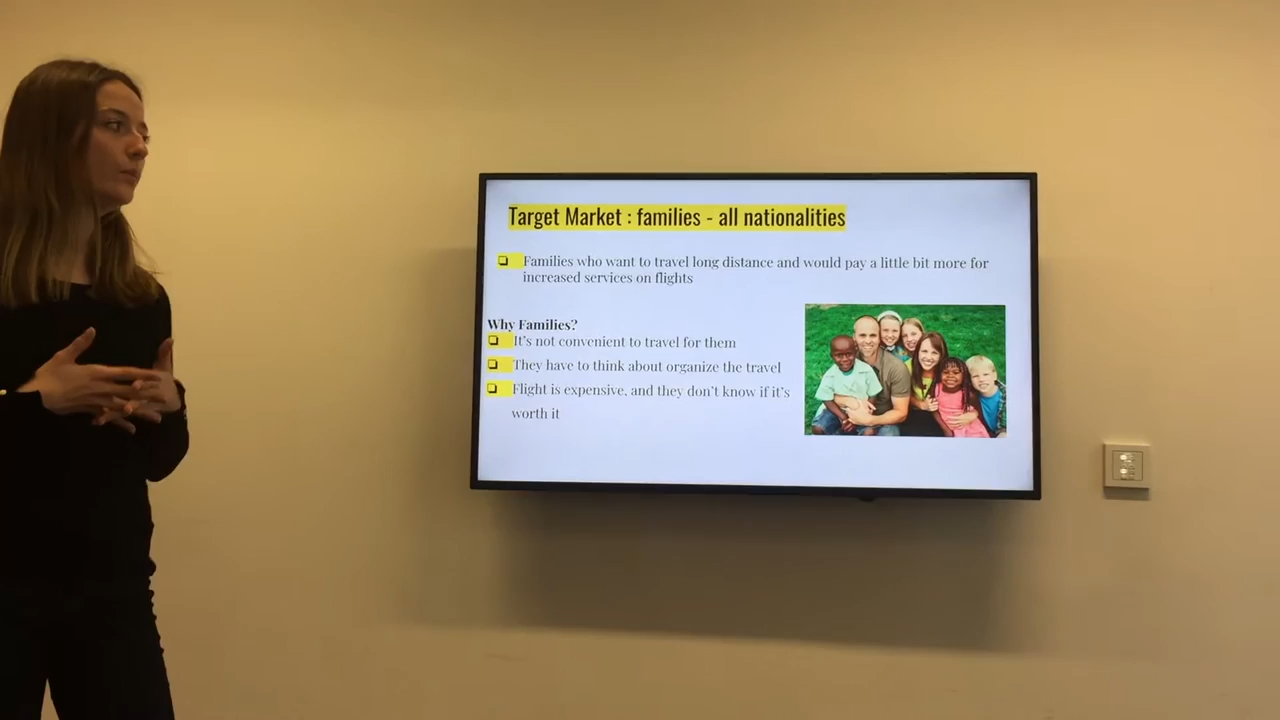 Target Market : families - all nationalities
Families who want to travel long distance and would pay a little bit more for
increased services on flights
Why Families?
It's not convenient to travel for them
They have to think about organize the travel
Flight is expensive, and they don't know if it's
worth it